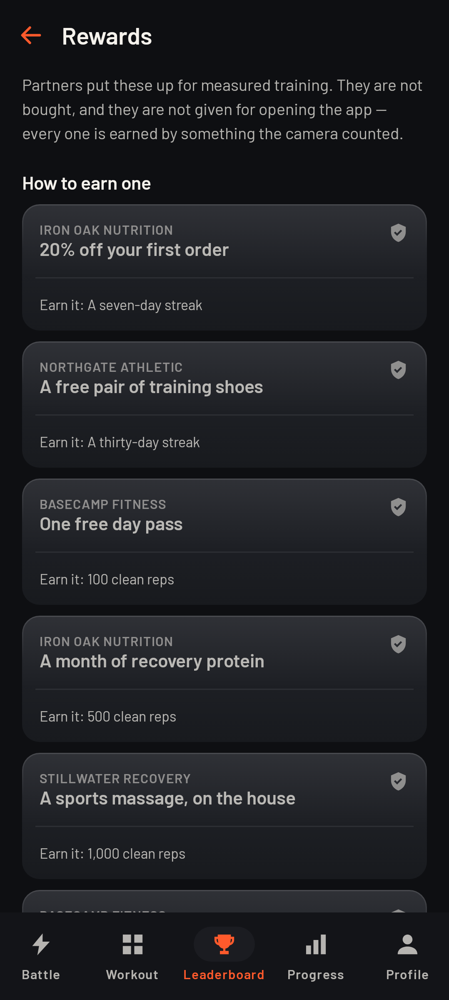 Rewards
Partners put these up for measured training. They are not
bought, and they are not given for opening the app —
every one is earned by something the camera counted.
How to earn one
IRON OAK NUTRITION
20% off your first order
Earn it: A seven-day streak
NORTHGATE ATHLETIC
A free pair of training shoes
Earn it: A thirty-day streak
BASECAMP FITNESS
One free day pass
Earn it: 100 clean reps
IRON OAK NUTRITION
A month of recovery protein
Earn it: 500 clean reps
STILLWATER RECOVERY
A sports massage, on the house
Earn it: 1,000 clean reps
BASECAMP FITNESS
Battle
Workout
Leaderboard
Progress
Profile